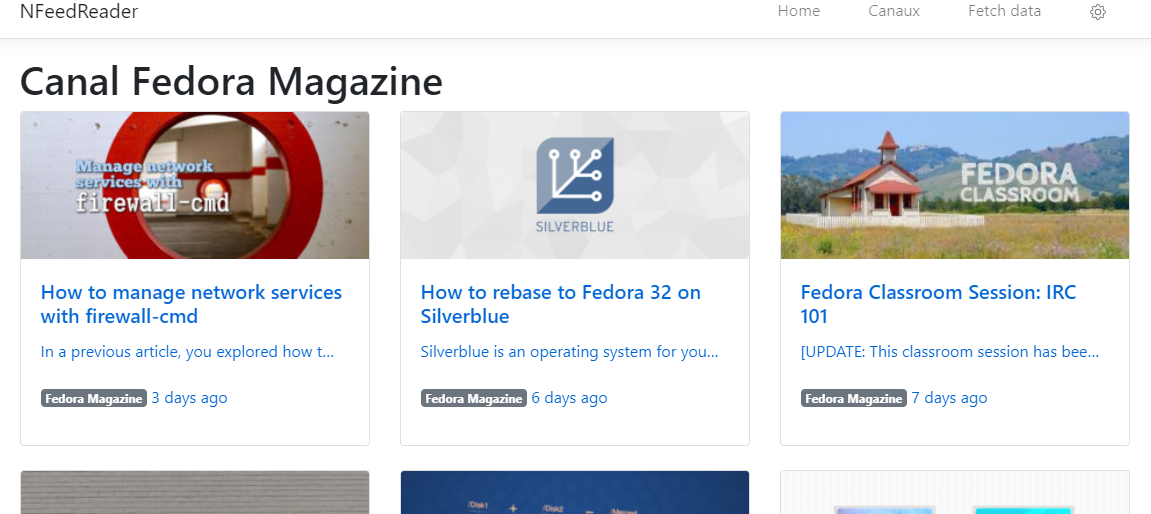 NFeedReader
Home Canaux Fetch data
Canal Fedora Magazine
Manage network
services with
firewall-cmd
SILVERBLUE
FEDORA
CLASSROOM
How to manage network services
with firewall-cmd
In a previous article, you explored how t...
Fedora Magazine 3 days ago
How to rebase to Fedora 32 on
Silverblue
Silverblue is an operating system for you...
Fedora Magazine 6 days ago
Fedora Classroom Session: IRC
101
[UPDATE: This classroom session has bee...
Fedora Magazine 7 days ago
/Disk1 + /Disk2 = /Merged